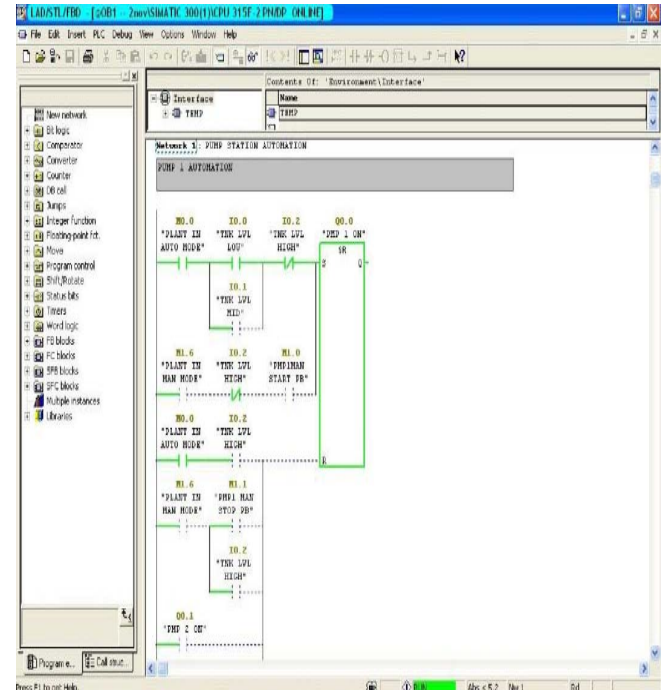 LAD/STL/FBD - [@OB1 -- 2nov\SIMATIC 300(1)\CPU 315F-2 PN/DP ONLINE]
File Edit Insert PLC Debug View Options Window Help
Contents Of: 'Environment\Interface'
Interface
TEMP
Name
TEMP
New network
Bit logic
Comparator
Converter
Counter
DB call
Jumps
Integer function
Floating-point fct.
Move
Program control
Shift/Rotate
Status bits
Timers
Word logic
FB blocks
FC blocks
SFB blocks
SFC blocks
Multiple instances
Libraries
Program e...
Call struc...
Network 1: PUMP STATION AUTOMATION
PUMP 1 AUTOMATION
M0.0 I0.0 I0.2 Q0.0
"PLANT IN "TNK LVL "TNK LVL "PMP 1 ON"
AUTO MODE" LOW" HIGH" SR
S Q
I0.1
"TNK LVL
MID"
M1.6 I0.2 M1.0
"PLANT IN "TNK LVL "PMP1MAN
MAN MODE" HIGH" START PB"
M0.0 I0.2
"PLANT IN "TNK LVL
AUTO MODE" HIGH"
R
M1.6 M1.1
"PLANT IN "PMP1 MAN
MAN MODE" STOP PB"
I0.2
"TNK LVL
HIGH"
Q0.1
"PMP 2 ON"
Press F1 to get Help.
RUN
Abs < 5.2
Nw 1
Rd